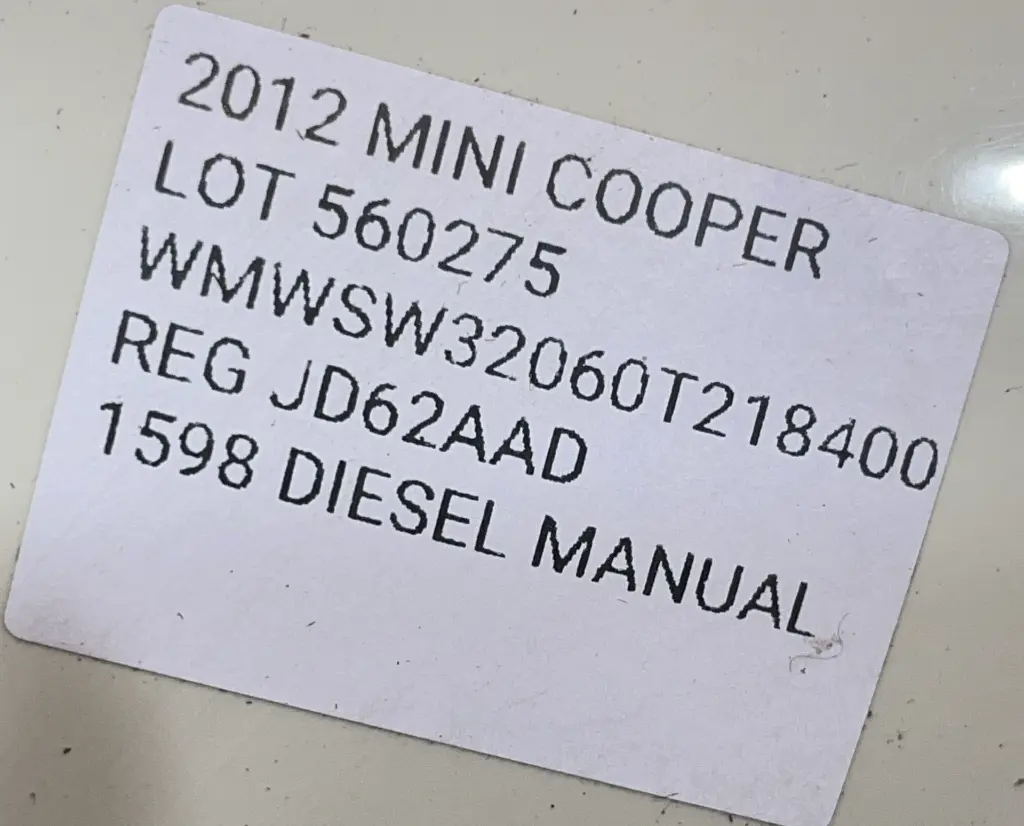 2012 MINI COOPER
LOT 560275
WMWSW32060T218400
REG JD62AAD
1598 DIESEL MANUAL